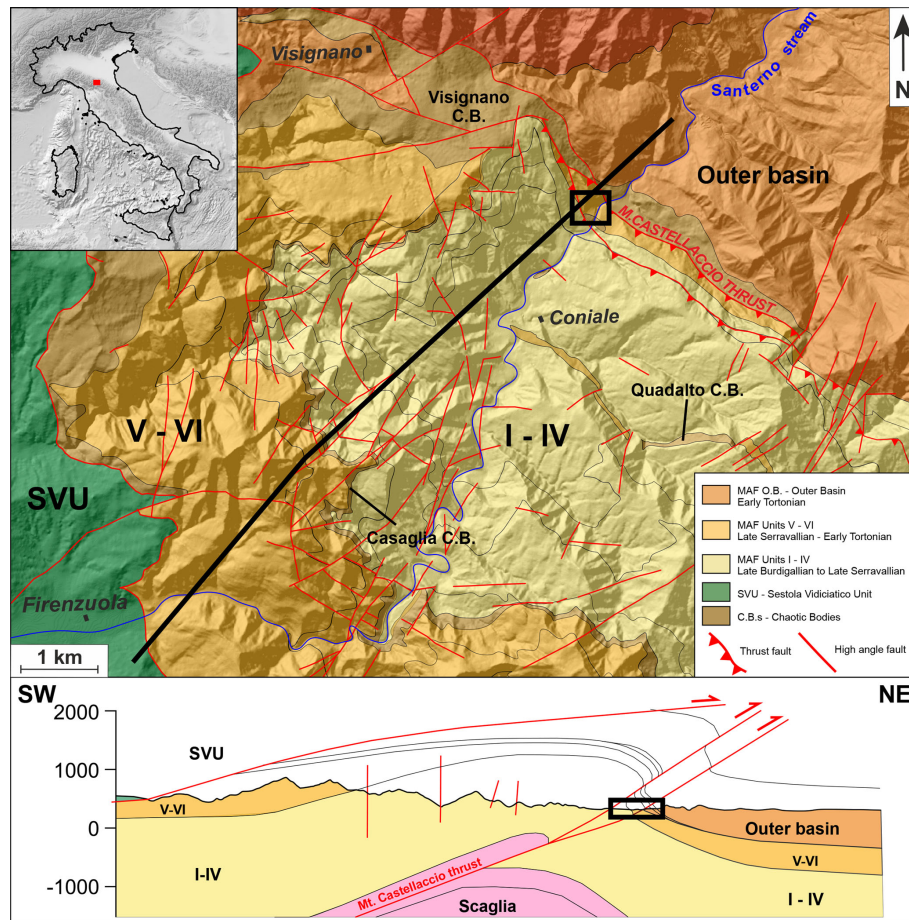 Visignano
Visignano
C.B.
Santerno stream
N
Outer basin
M.CASTELLACCIO THRUST
Coniale
Quadalto C.B.
V - VI
I - IV
SVU
Casaglia C.B.
Firenzuola
1 km
MAF O.B. - Outer Basin
Early Tortonian
MAF Units V - VI
Late Serravallian - Early Tortonian
MAF Units I - IV
Late Burdigallian to Late Serravallian
SVU - Sestola Vidiciatico Unit
C.B.s - Chaotic Bodies
Thrust fault
High angle fault
SW
NE
2000
1000
0
-1000
SVU
V-VI
I-IV
Mt. Castellaccio thrust
Scaglia
Outer basin
V-VI
I - IV